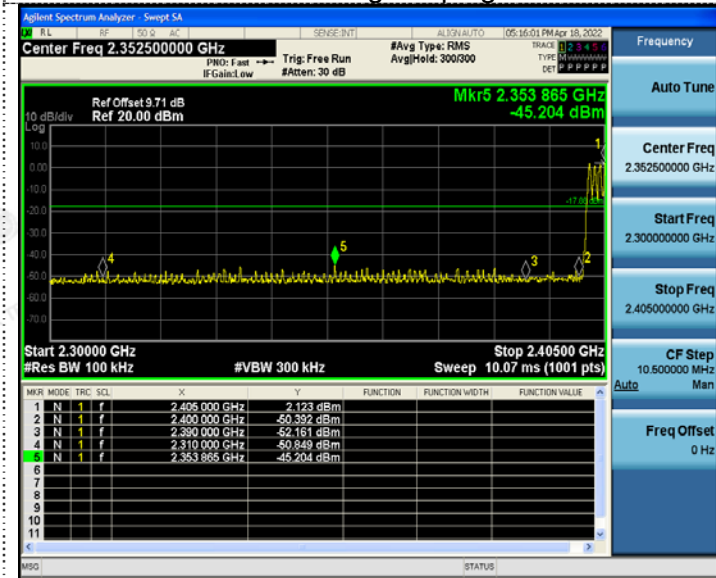 Agilent Spectrum Analyzer - Swept SA
RL RF 50 Ω AC SENSE:INT ALIGN AUTO 05:16:01 PM Apr 18, 2022
Center Freq 2.352500000 GHz
PNO: Fast
IFGain:Low
Trig: Free Run
#Atten: 30 dB
#Avg Type: RMS
Avg|Hold: 300/300
TRACE 1 2 3 4 5 6
TYPE M
DET P P P P P P
Frequency
Auto Tune
Center Freq
2.352500000 GHz
Start Freq
2.300000000 GHz
Stop Freq
2.405000000 GHz
CF Step
10.500000 MHz
Auto Man
Freq Offset
0 Hz
Mkr5 2.353 865 GHz
-45.204 dBm
Ref Offset 9.71 dB
10 dB/div Ref 20.00 dBm
Log
10.0
0.00
-10.0
-20.0
-30.0
-40.0
-50.0
-60.0
-70.0
1
4
5
3
2
Start 2.30000 GHz Stop 2.40500 GHz
#Res BW 100 kHz #VBW 300 kHz Sweep 10.07 ms (1001 pts)
MKR MODE TRC SCL X Y FUNCTION FUNCTION WIDTH FUNCTION VALUE
1 N 1 f 2.405 000 GHz 2.123 dBm
2 N 1 f 2.400 000 GHz -50.392 dBm
3 N 1 f 2.390 000 GHz -52.161 dBm
4 N 1 f 2.310 000 GHz -50.849 dBm
5 N 1 f 2.353 865 GHz -45.204 dBm
6
7
8
9
10
11
MSG STATUS